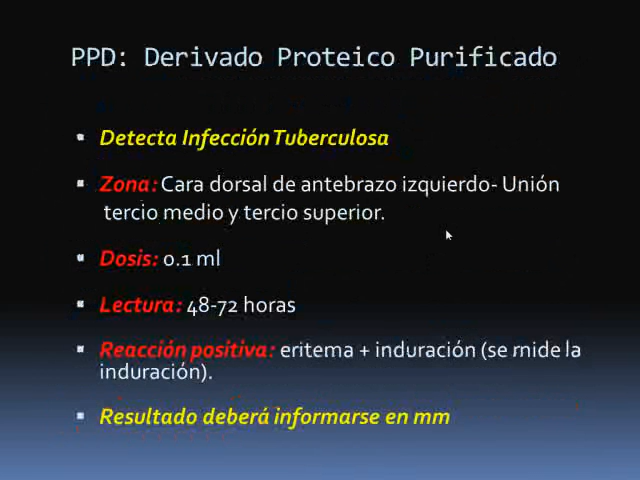 PPD: Derivado Proteico Purificado
Detecta Infección Tuberculosa
Zona: Cara dorsal de antebrazo izquierdo- Unión
tercio medio y tercio superior.
Dosis: 0.1 ml
Lectura: 48-72 horas
Reacción positiva: eritema + induración (se mide la
induración).
Resultado deberá informarse en mm